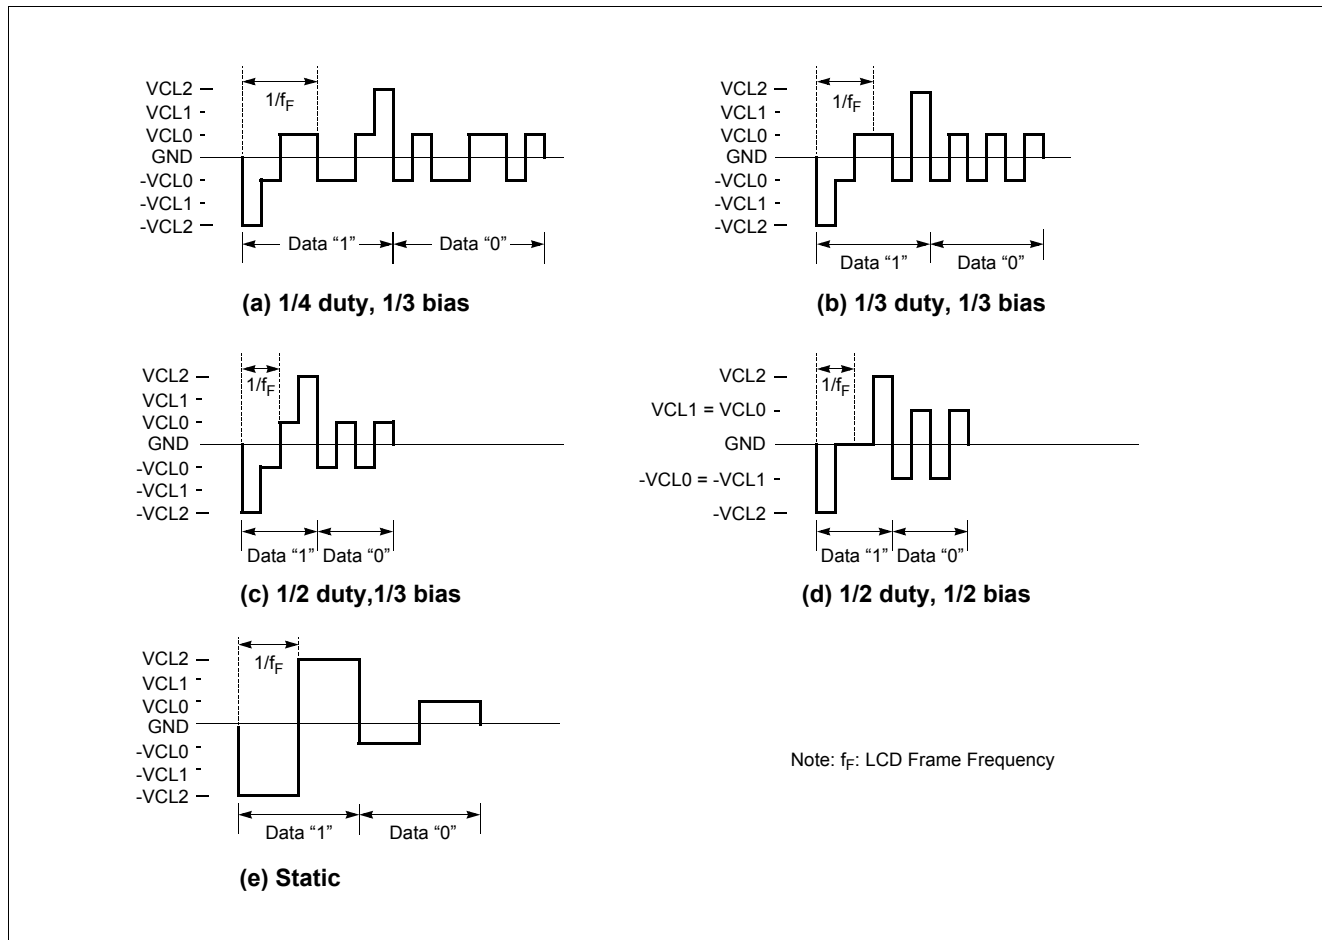 VCL2
VCL1
VCL0
GND
-VCL0
-VCL1
-VCL2
1/fF
Data “1”
Data “0”
(a) 1/4 duty, 1/3 bias
VCL2
VCL1
VCL0
GND
-VCL0
-VCL1
-VCL2
1/fF
Data “1”
Data “0”
(b) 1/3 duty, 1/3 bias
VCL2
VCL1
VCL0
GND
-VCL0
-VCL1
-VCL2
1/fF
Data “1”
Data “0”
(c) 1/2 duty,1/3 bias
VCL2
VCL1 = VCL0
GND
-VCL0 = -VCL1
-VCL2
1/fF
Data “1”
Data “0”
(d) 1/2 duty, 1/2 bias
VCL2
VCL1
VCL0
GND
-VCL0
-VCL1
-VCL2
1/fF
Data “1”
Data “0”
(e) Static
Note: fF: LCD Frame Frequency